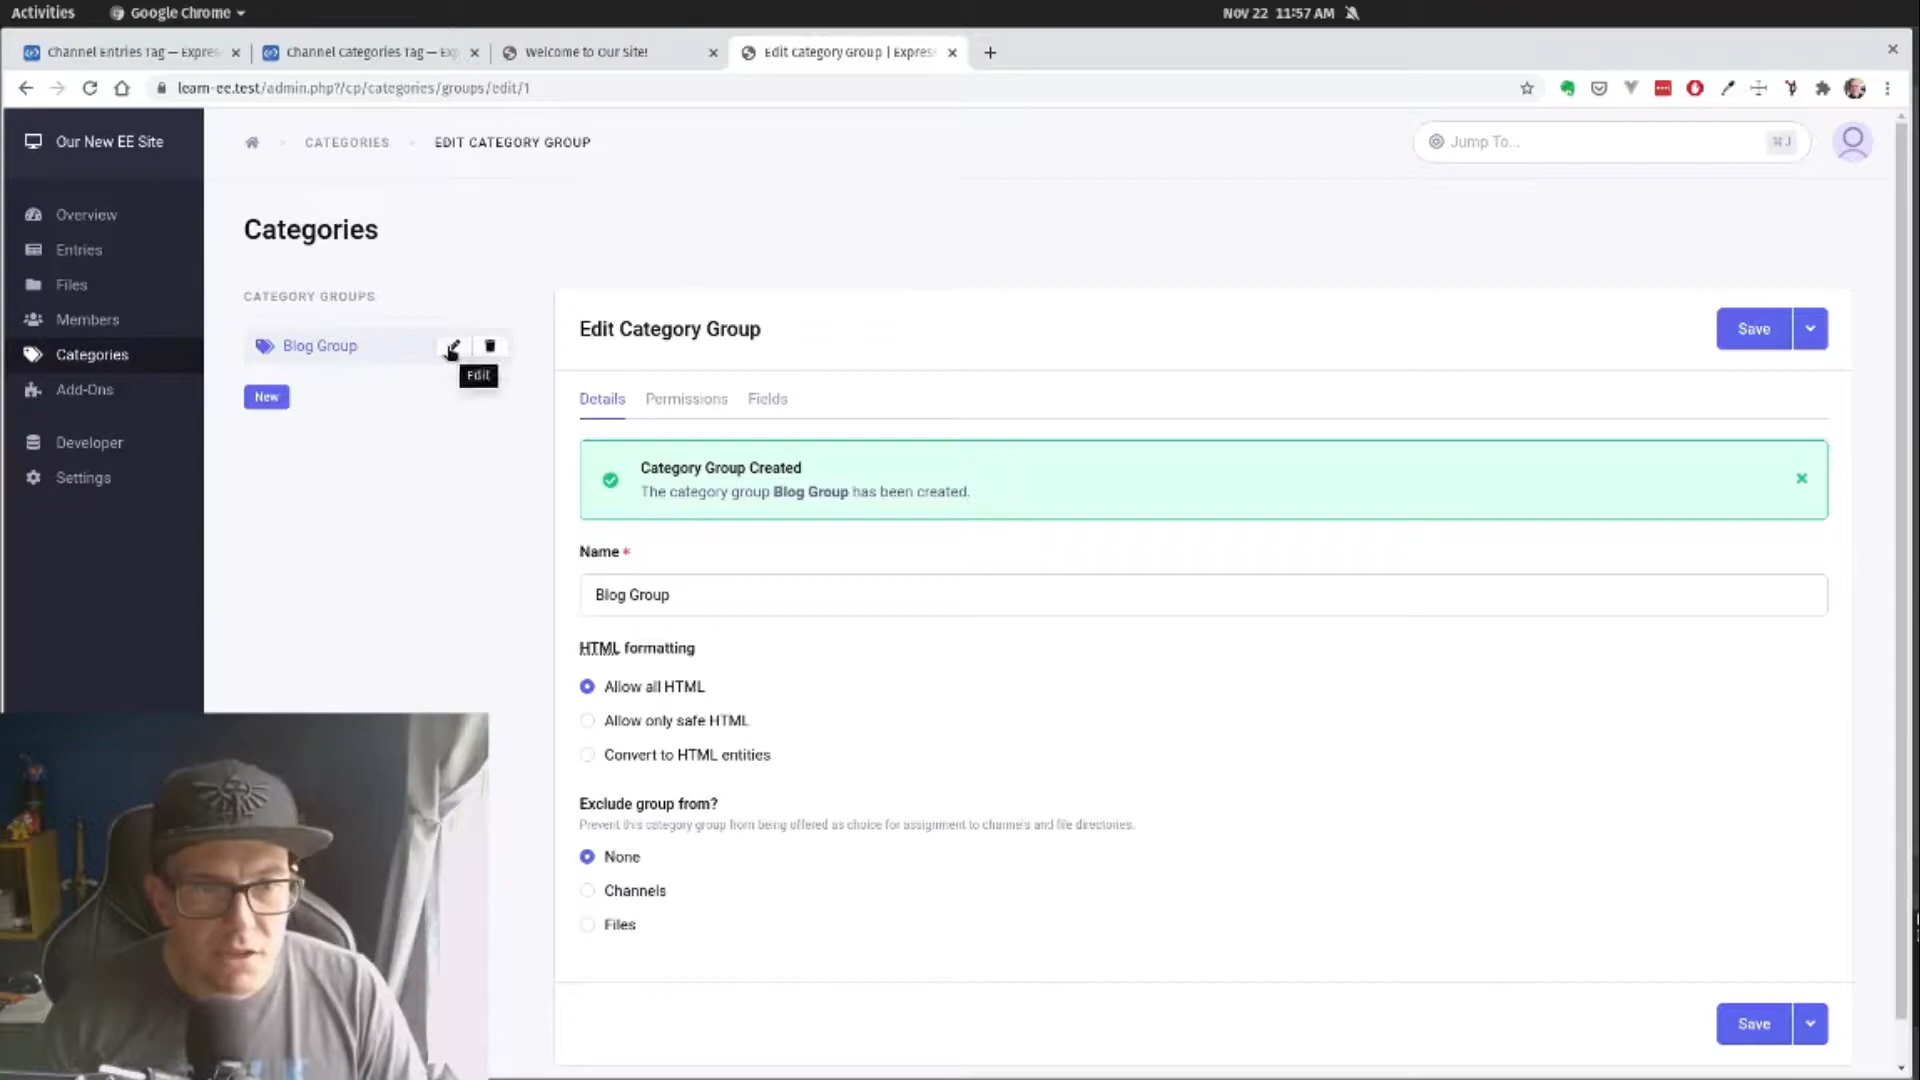 Activities
Google Chrome
Nov 22 11:57 AM
Channel Entries Tag — Expres
Channel Categories Tag — Exp
Welcome to Our Site!
Edit Category Group | Expres
learn-ee.test/admin.php?/cp/categories/groups/edit/1
Our New EE Site
CATEGORIES
EDIT CATEGORY GROUP
Jump To...
⌘J
Overview
Entries
Files
Members
Categories
Add-Ons
Developer
Settings
Categories
CATEGORY GROUPS
Blog Group
Edit
New
Edit Category Group
Save
Details
Permissions
Fields
Category Group Created
The category group Blog Group has been created.
Name *
Blog Group
HTML formatting
Allow all HTML
Allow only safe HTML
Convert to HTML entities
Exclude group from?
Prevent this category group from being offered as choice for assignment to channels and file directories.
None
Channels
Files
Save